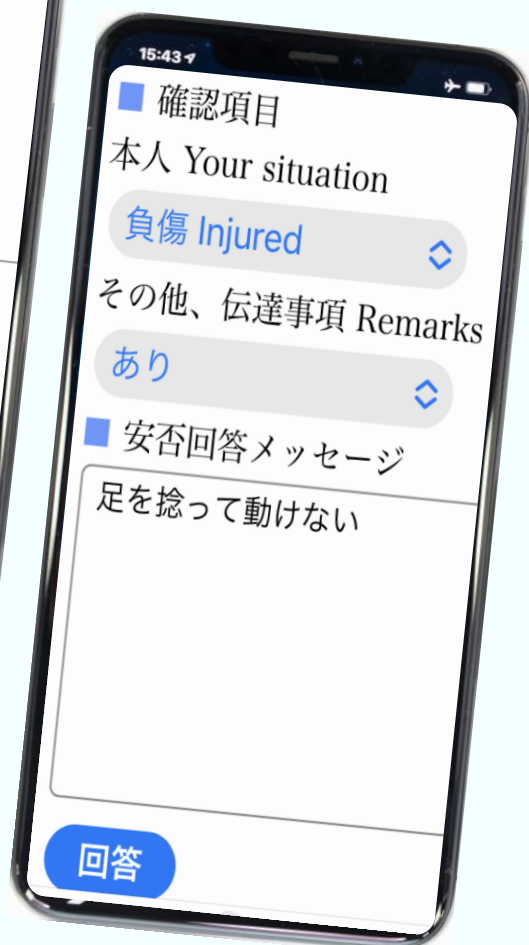 15:43
確認項目
本人 Your situation
負傷 Injured
その他、伝達事項 Remarks
あり
安否回答メッセージ
足を捻って動けない
回答